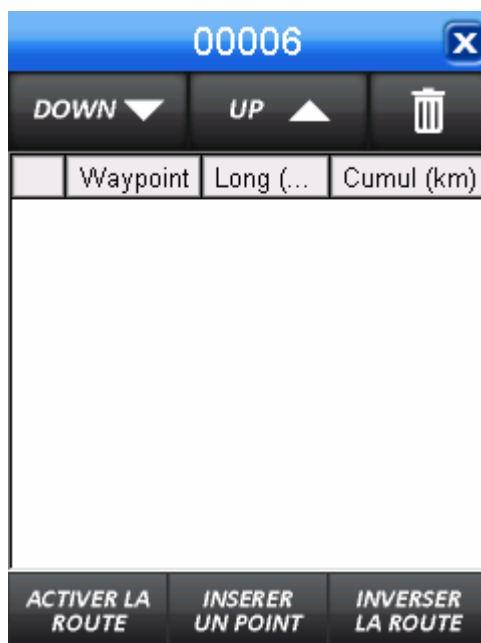 00006
DOWN UP
Waypoint Long (... Cumul (km)
ACTIVER LA ROUTE
INSERER UN POINT
INVERSER LA ROUTE